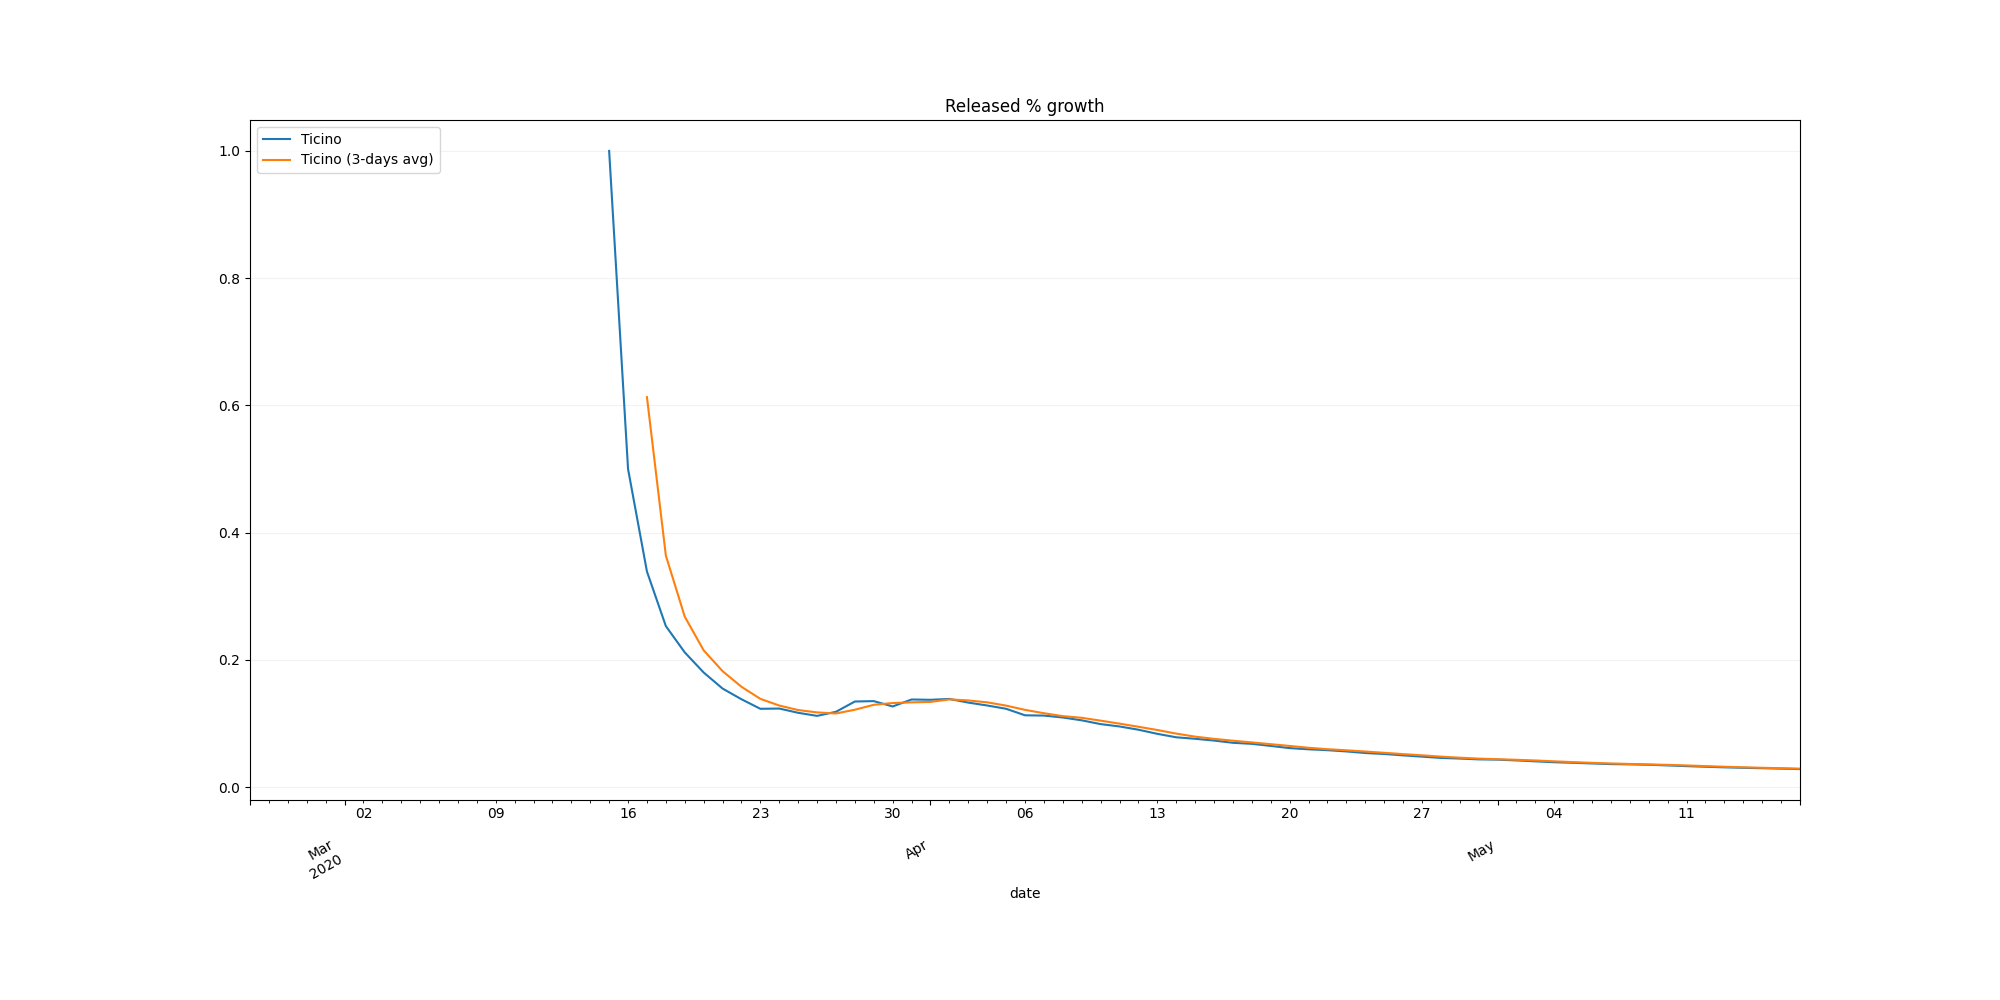 Released % growth
Ticino
Ticino (3-days avg)
1.0
0.8
0.6
0.4
0.2
0.0
02 09 16 23 30 06 13 20 27 04 11
Mar Apr May
2020
date